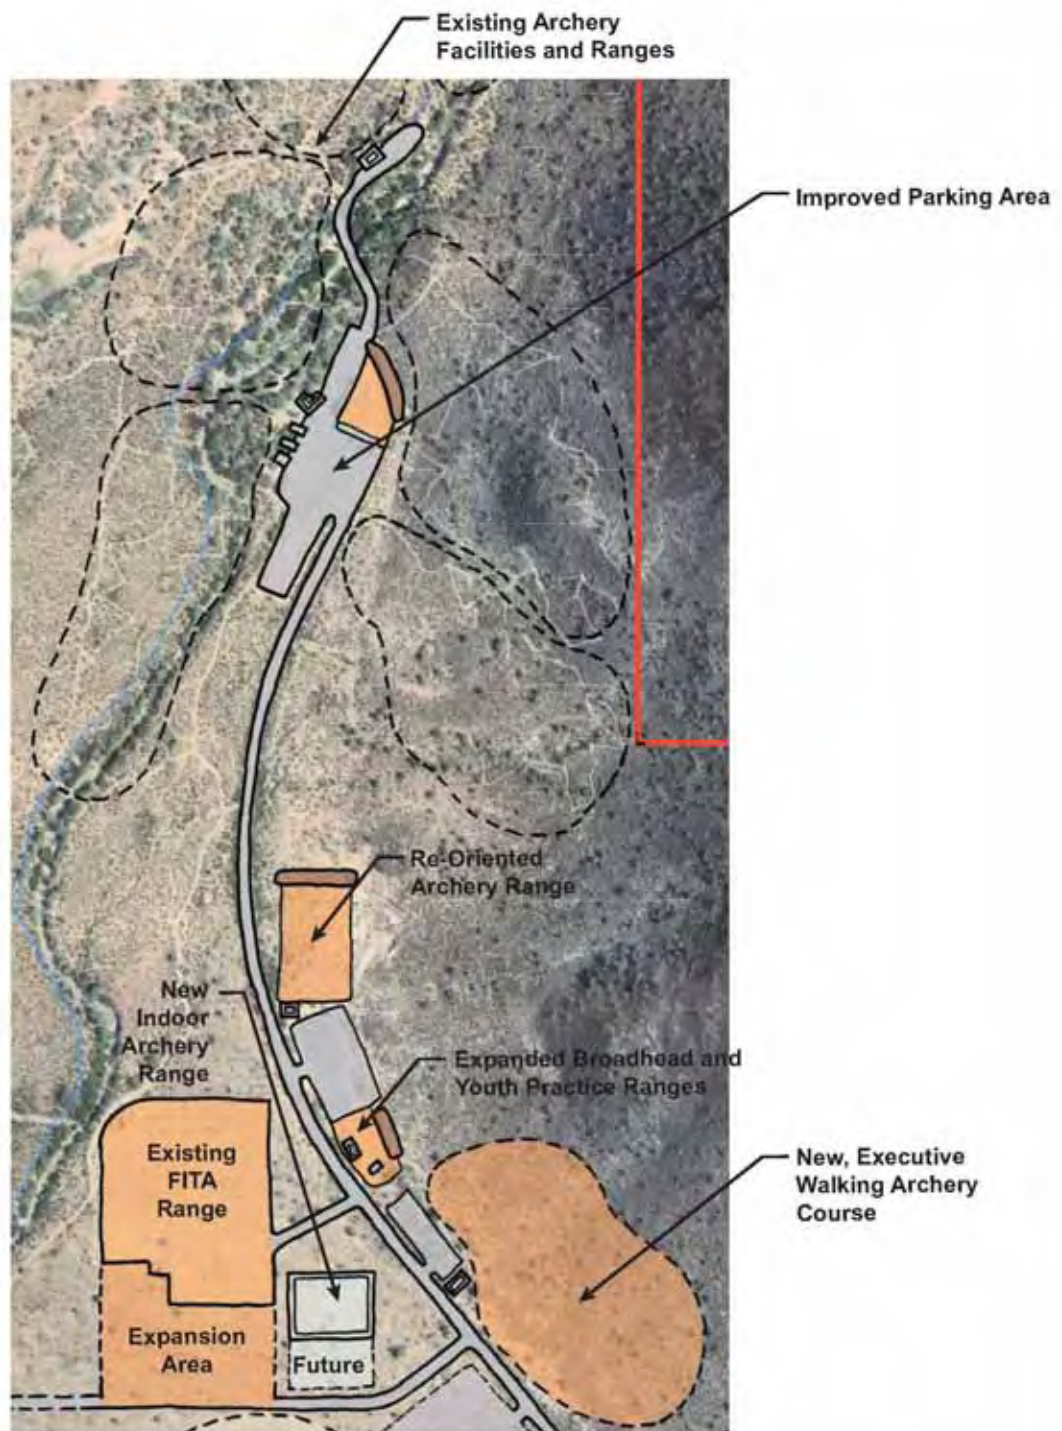 Existing Archery
Facilities and Ranges
Improved Parking Area
Re-Oriented
Archery Range
New
Indoor
Archery
Range
Expanded Broadhead and
Youth Practice Ranges
Existing
FITA
Range
New, Executive
Walking Archery
Course
Expansion
Area
Future